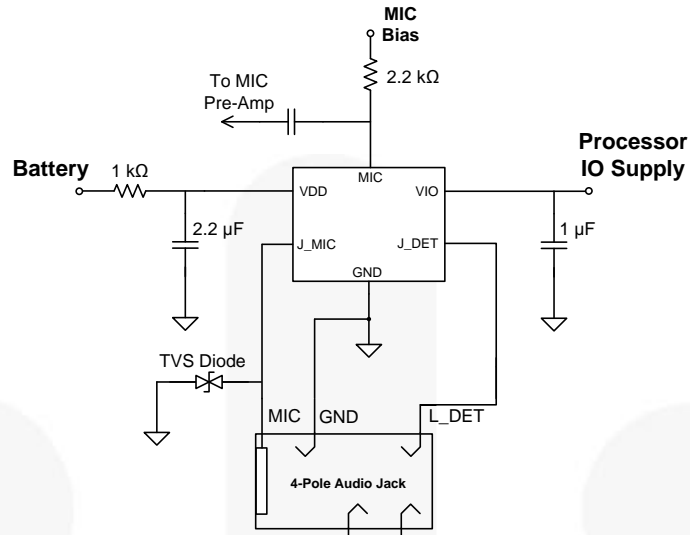 MIC
Bias
2.2 kΩ
To MIC
Pre-Amp
Processor
IO Supply
Battery
1 kΩ
MIC
VDD
VIO
2.2 µF
J_MIC
J_DET
1 µF
GND
TVS Diode
MIC
GND
L_DET
4-Pole Audio Jack